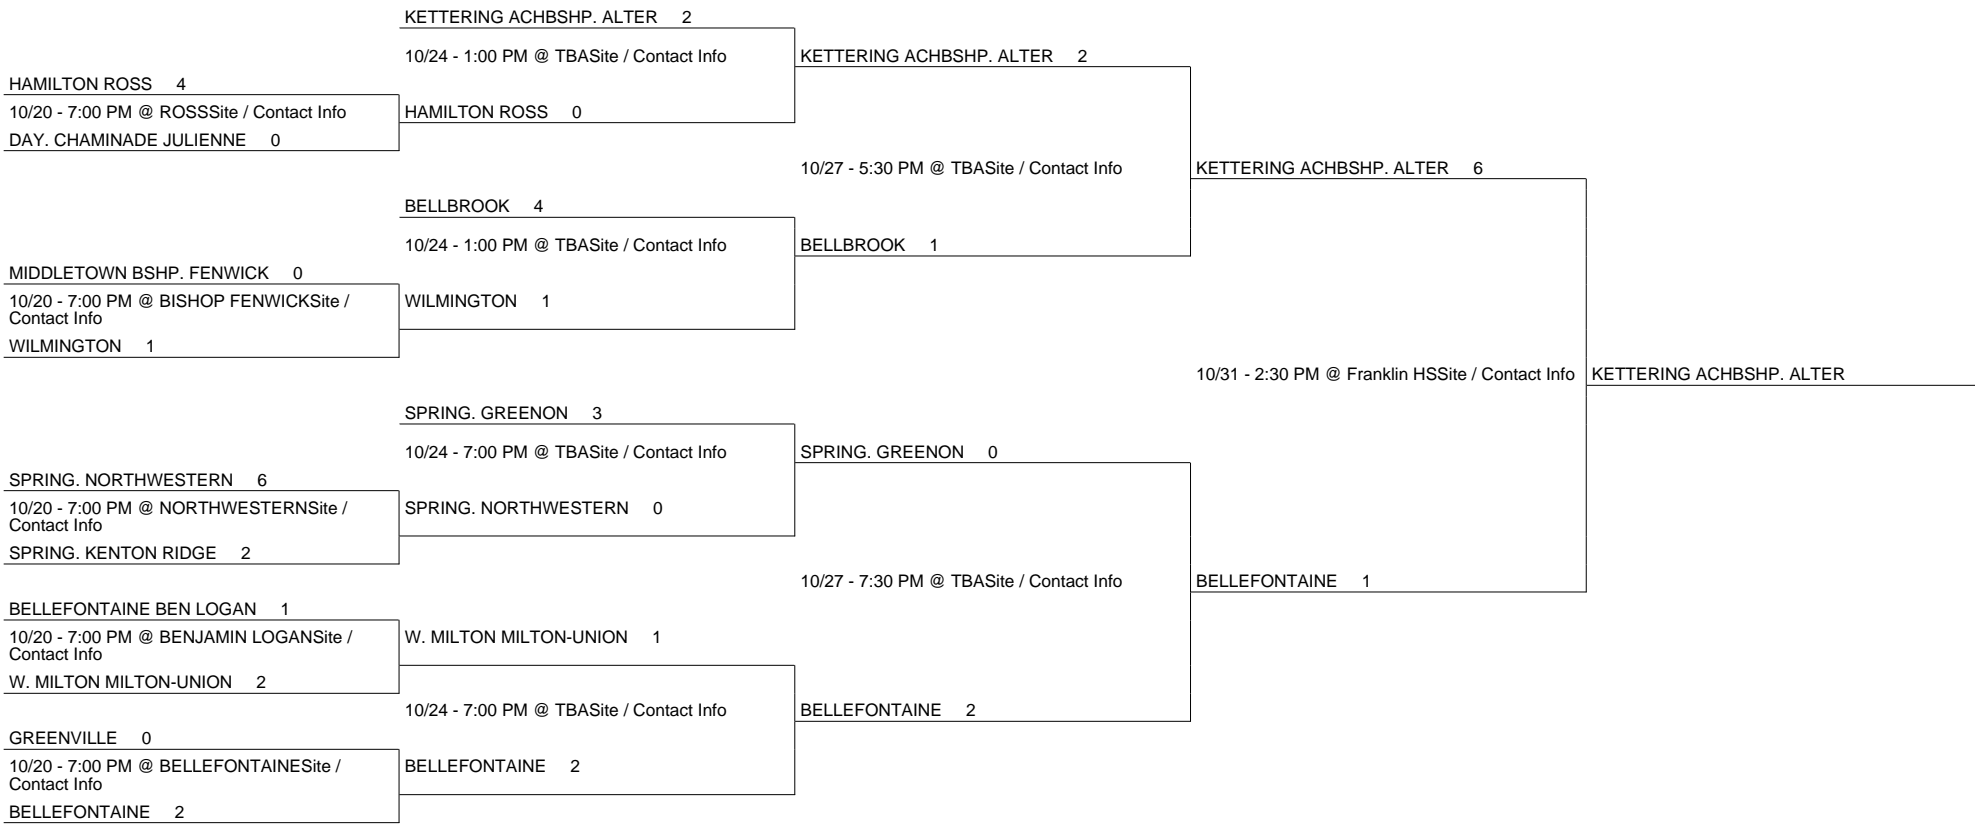 KETTERING ACHBSHP. ALTER 2
10/24 - 1:00 PM @ TBASite / Contact Info
KETTERING ACHBSHP. ALTER 2
HAMILTON ROSS 4
10/20 - 7:00 PM @ ROSSSite / Contact Info
HAMILTON ROSS 0
DAY. CHAMINADE JULIENNE 0
10/27 - 5:30 PM @ TBASite / Contact Info
KETTERING ACHBSHP. ALTER 6
BELLBROOK 4
10/24 - 1:00 PM @ TBASite / Contact Info
BELLBROOK 1
MIDDLETOWN BSHP. FENWICK 0
10/20 - 7:00 PM @ BISHOP FENWICKSite /
Contact Info
WILMINGTON 1
WILMINGTON 1
10/31 - 2:30 PM @ Franklin HSSite / Contact Info
KETTERING ACHBSHP. ALTER
SPRING. GREENON 3
10/24 - 7:00 PM @ TBASite / Contact Info
SPRING. GREENON 0
SPRING. NORTHWESTERN 6
10/20 - 7:00 PM @ NORTHWESTERNSite /
Contact Info
SPRING. NORTHWESTERN 0
SPRING. KENTON RIDGE 2
10/27 - 7:30 PM @ TBASite / Contact Info
BELLEFONTAINE 1
BELLEFONTAINE BEN LOGAN 1
10/20 - 7:00 PM @ BENJAMIN LOGANSite /
Contact Info
W. MILTON MILTON-UNION 1
W. MILTON MILTON-UNION 2
10/24 - 7:00 PM @ TBASite / Contact Info
BELLEFONTAINE 2
GREENVILLE 0
10/20 - 7:00 PM @ BELLEFONTAINESite /
Contact Info
BELLEFONTAINE 2
BELLEFONTAINE 2